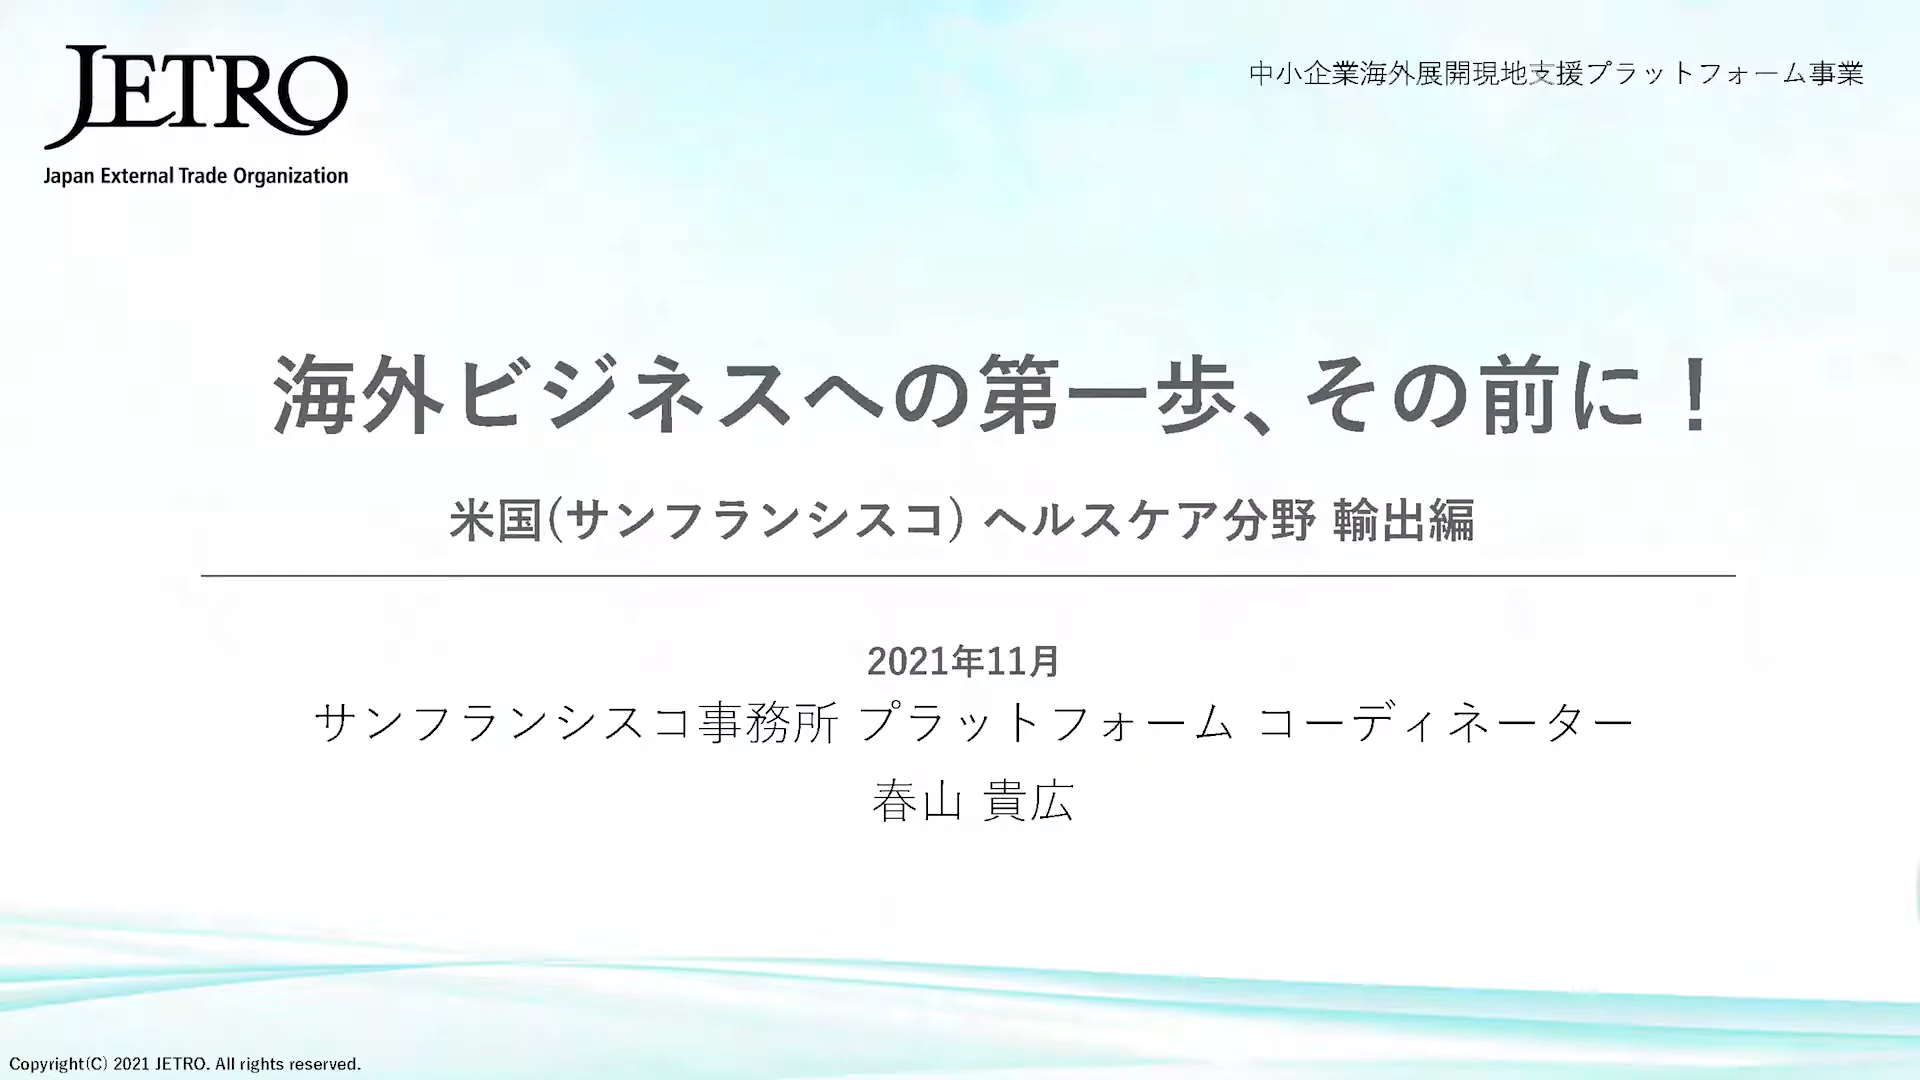 JETRO
Japan External Trade Organization
中小企業海外展開現地支援プラットフォーム事業
海外ビジネスへの第一歩、その前に！
米国(サンフランシスコ) ヘルスケア分野 輸出編
2021年11月
サンフランシスコ事務所 プラットフォーム コーディネーター
春山 貴広
Copyright(C) 2021 JETRO. All rights reserved.